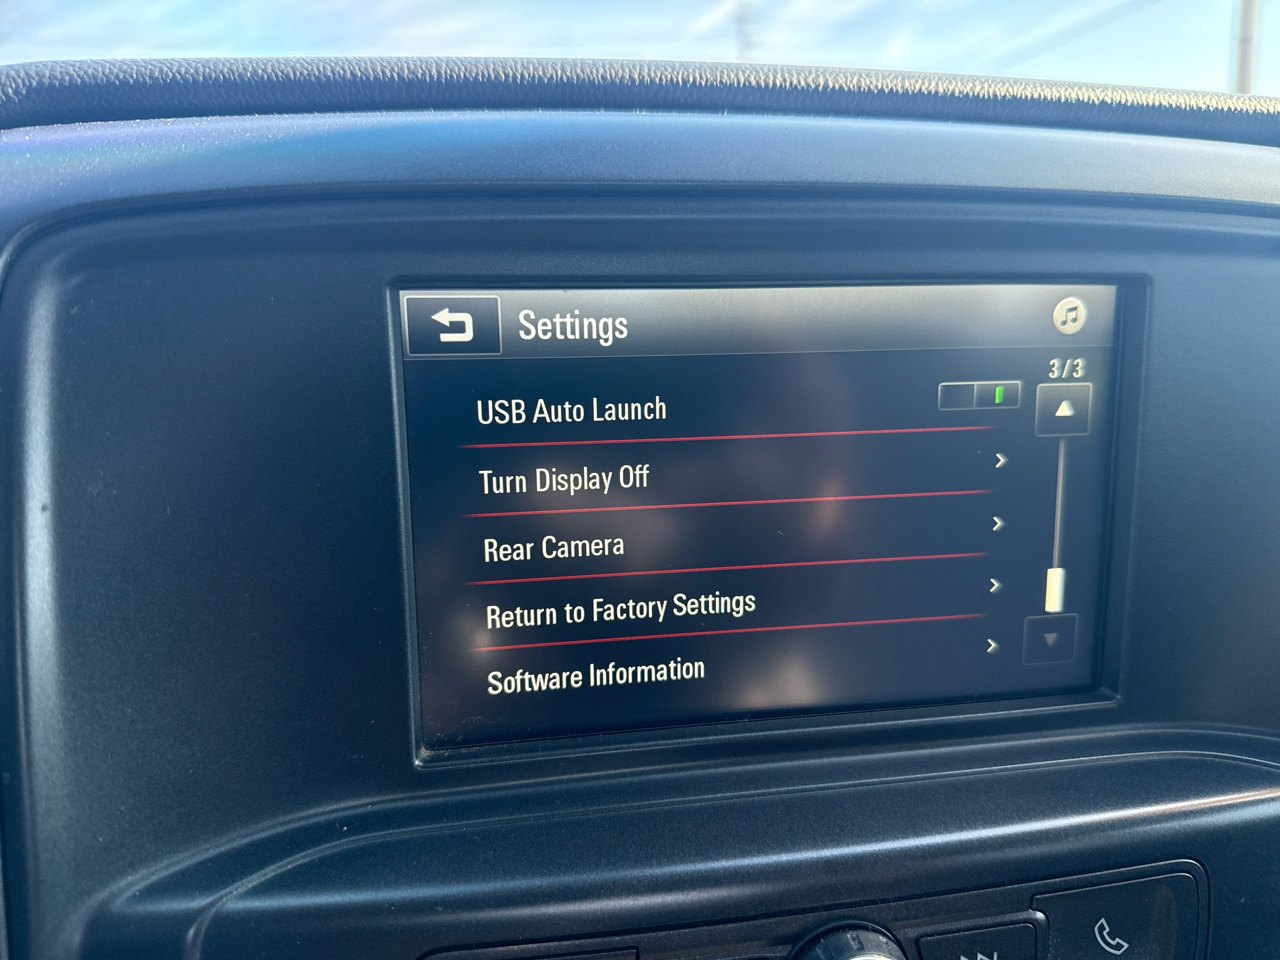 Settings
3/3
USB Auto Launch
Turn Display Off
Rear Camera
Return to Factory Settings
Software Information